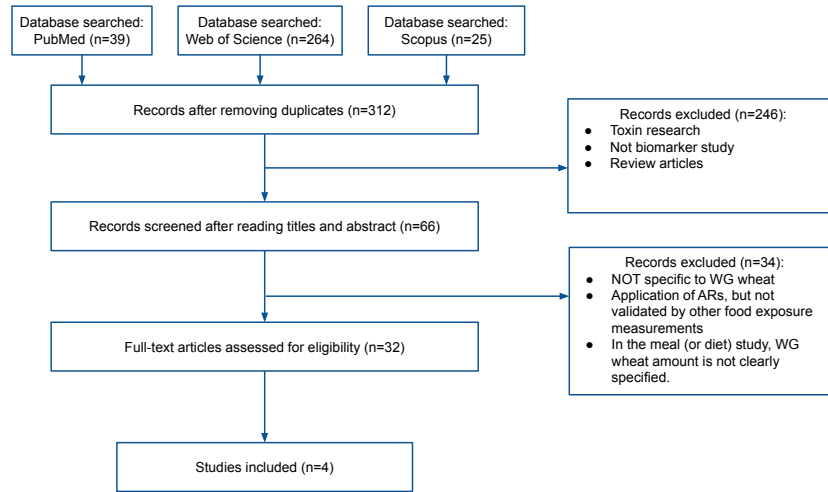 Database searched:
PubMed (n=39)
Database searched:
Web of Science (n=264)
Database searched:
Scopus (n=25)
Records after removing duplicates (n=312)
Records excluded (n=246):
● Toxin research
● Not biomarker study
● Review articles
Records screened after reading titles and abstract (n=66)
Records excluded (n=34):
● NOT specific to WG wheat
● Application of ARs, but not
validated by other food exposure
measurements
● In the meal (or diet) study, WG
wheat amount is not clearly
specified.
Full-text articles assessed for eligibility (n=32)
Studies included (n=4)